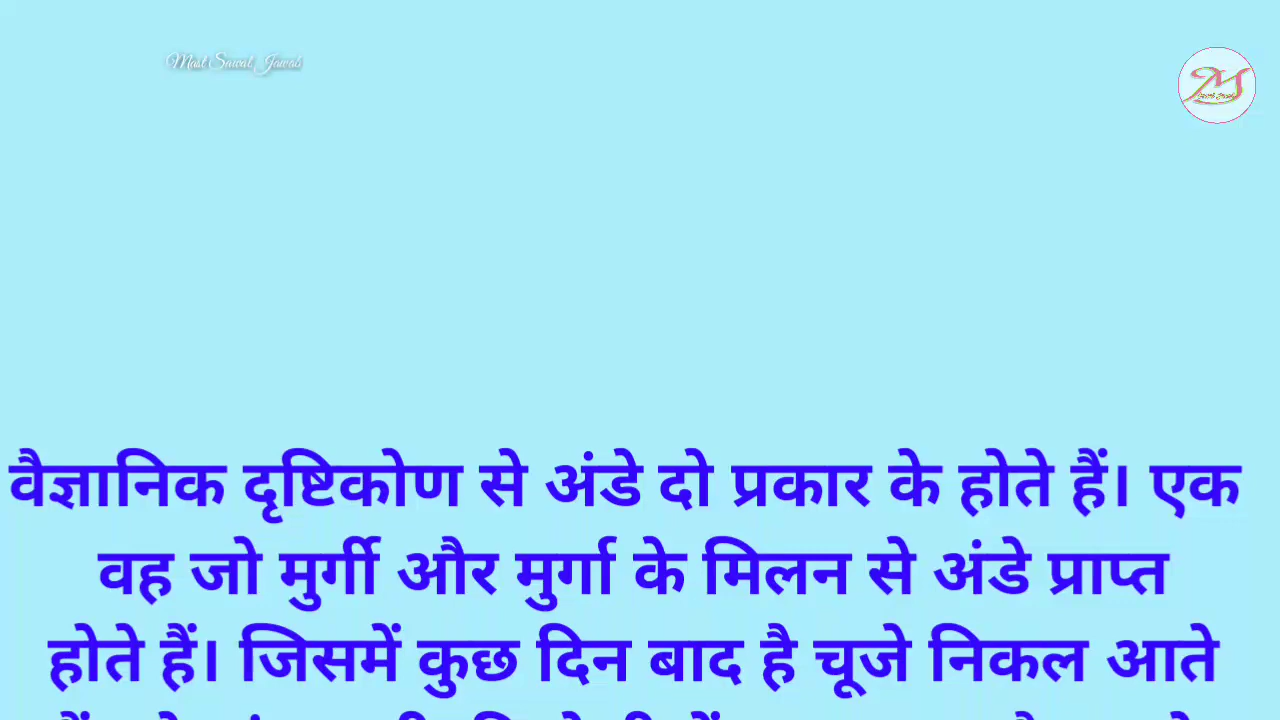 Mast Sawal Jawab
वैज्ञानिक दृष्टिकोण से अंडे दो प्रकार के होते हैं। एक
वह जो मुर्गी और मुर्गा के मिलन से अंडे प्राप्त
होते हैं। जिसमें कुछ दिन बाद है चूजे निकल आते